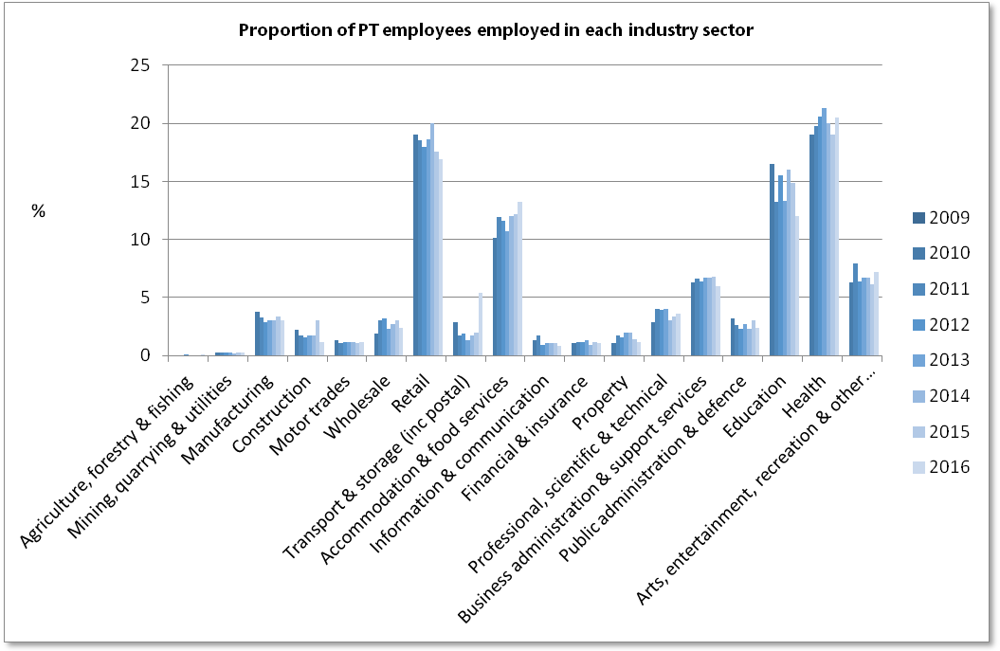 Proportion of PT employees employed in each industry sector
25
20
15
10
5
0
%
Agriculture, forestry & fishing
Mining, quarrying & utilities
Manufacturing
Construction
Motor trades
Wholesale
Retail
Transport & storage (inc postal)
Accommodation & food services
Information & communication
Financial & insurance
Property
Professional, scientific & technical
Business administration & support services
Public administration & defence
Education
Health
Arts, entertainment, recreation & other...
2009
2010
2011
2012
2013
2014
2015
2016